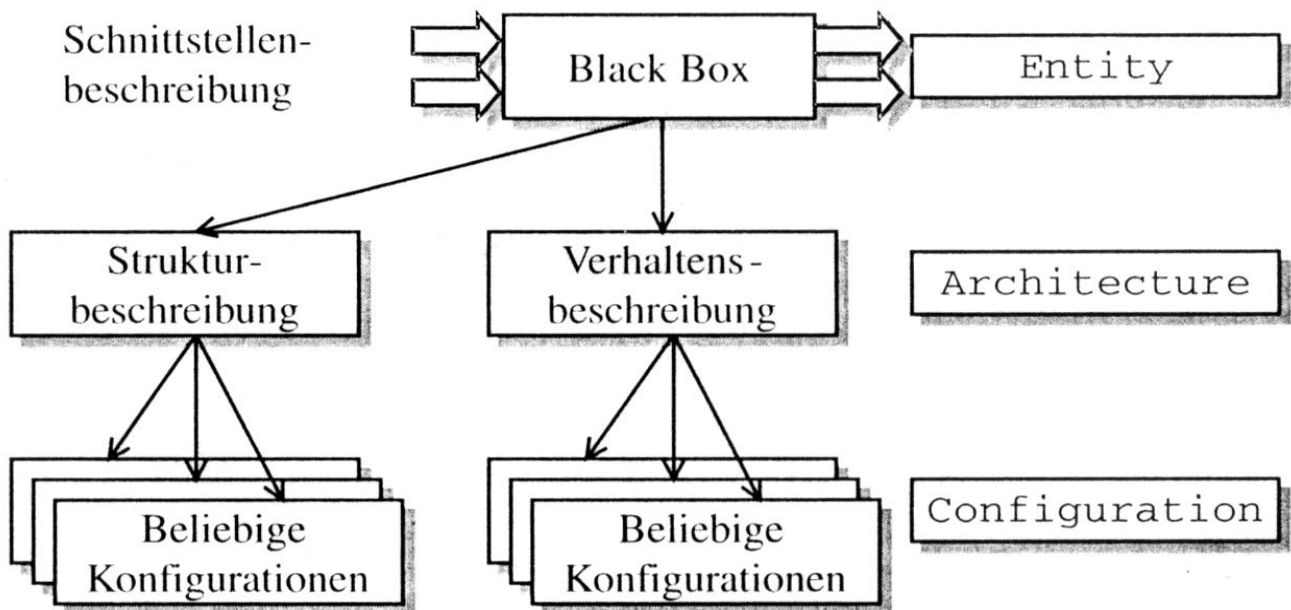 Schnittstellen-
beschreibung
Black Box
Entity
Struktur-
beschreibung
Verhaltens-
beschreibung
Architecture
Beliebige
Konfigurationen
Beliebige
Konfigurationen
Configuration